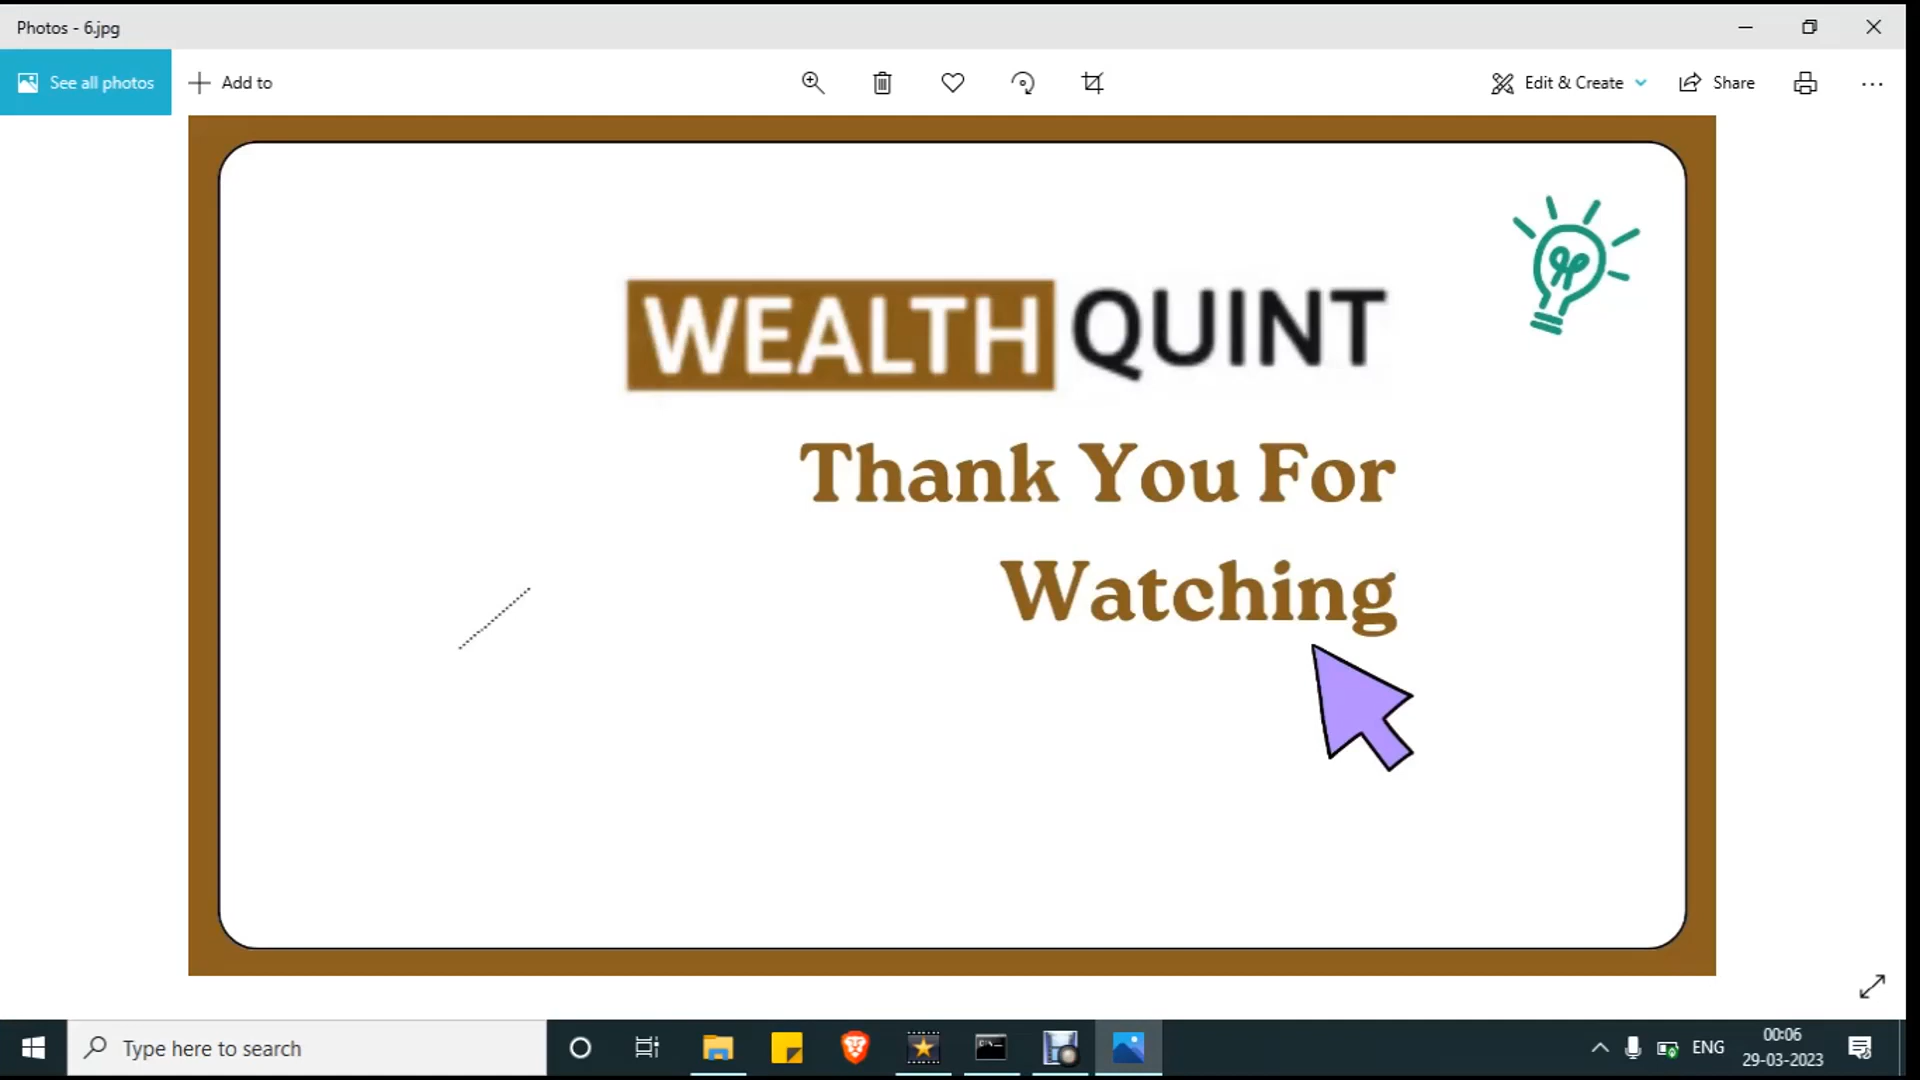 Photos - 6.jpg
See all photos
Add to
Edit & Create
Share
WEALTH QUINT
Thank You For
Watching
Type here to search
ENG
00:06
29-03-2023